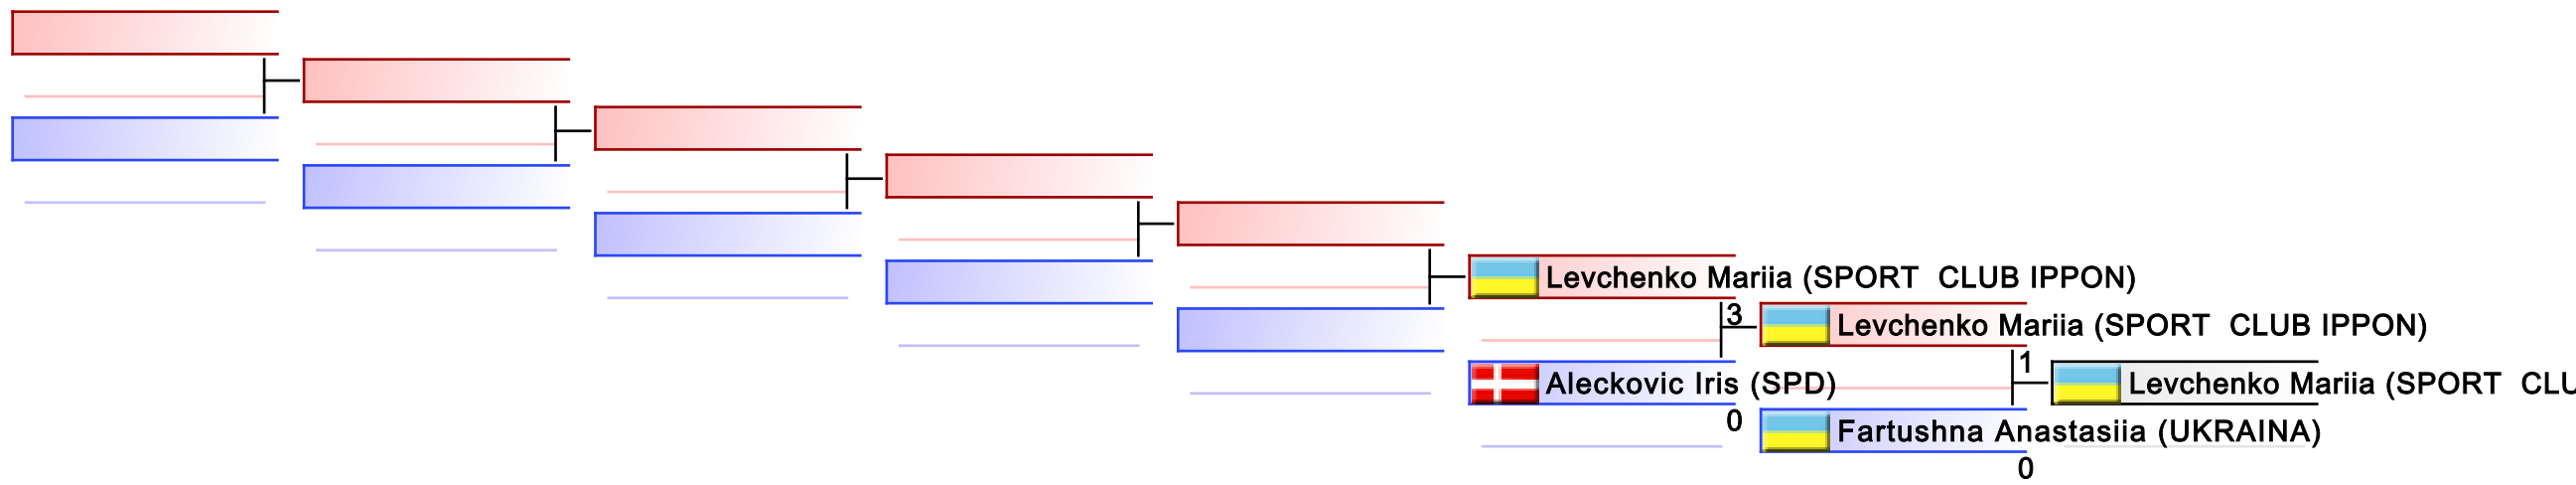 Levchenko Mariia (SPORT  CLUB IPPON)
3
Levchenko Mariia (SPORT  CLUB IPPON)
Aleckovic Iris (SPD)
0
1
Levchenko Mariia (SPORT  CLU
Fartushna Anastasiia (UKRAINA)
0